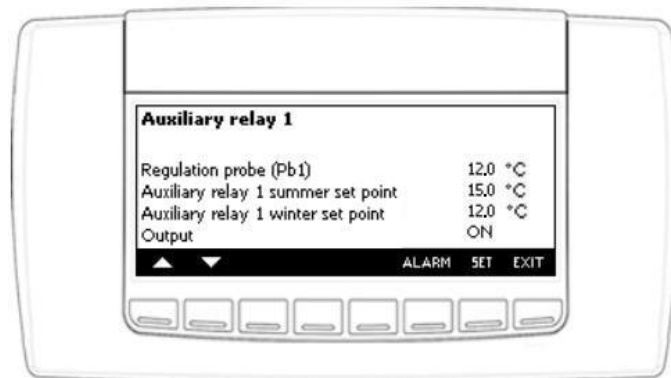 Auxiliary relay 1
Regulation probe (Pb1) 12.0 °C
Auxiliary relay 1 summer set point 15.0 °C
Auxiliary relay 1 winter set point 12.0 °C
Output ON
ALARM SET EXIT